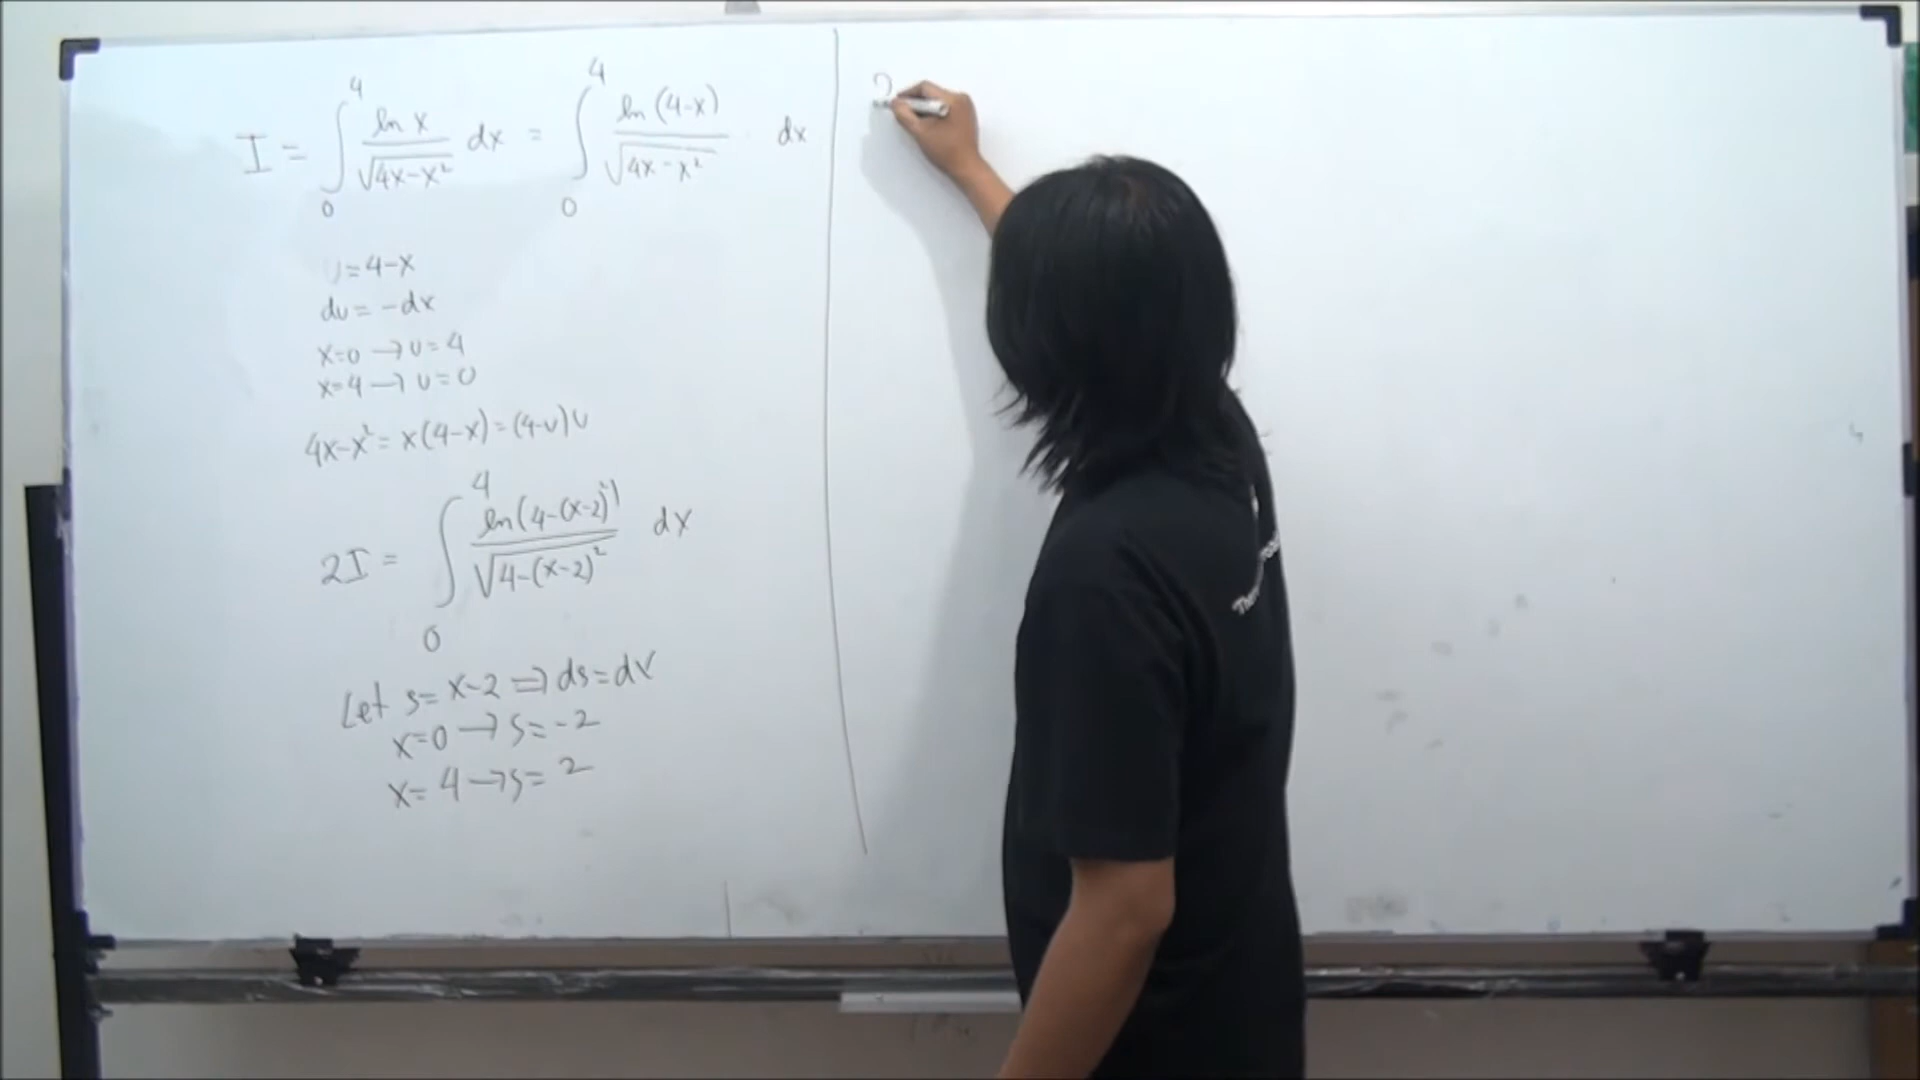 I = ∫₀⁴ ln x / √(4x-x²) dx = ∫₀⁴ ln (4-x) / √(4x-x²) dx
u=4-x
du = -dx
x=0 → u=4
x=4 → u=0
4x-x² = x(4-x) = (4-u)u
2I = ∫₀⁴ ln(4-(x-2)²) / √(4-(x-2)²) dx
Let s= x-2 ⇒ ds=dx
x=0 → s=-2
x=4 → s=2
2